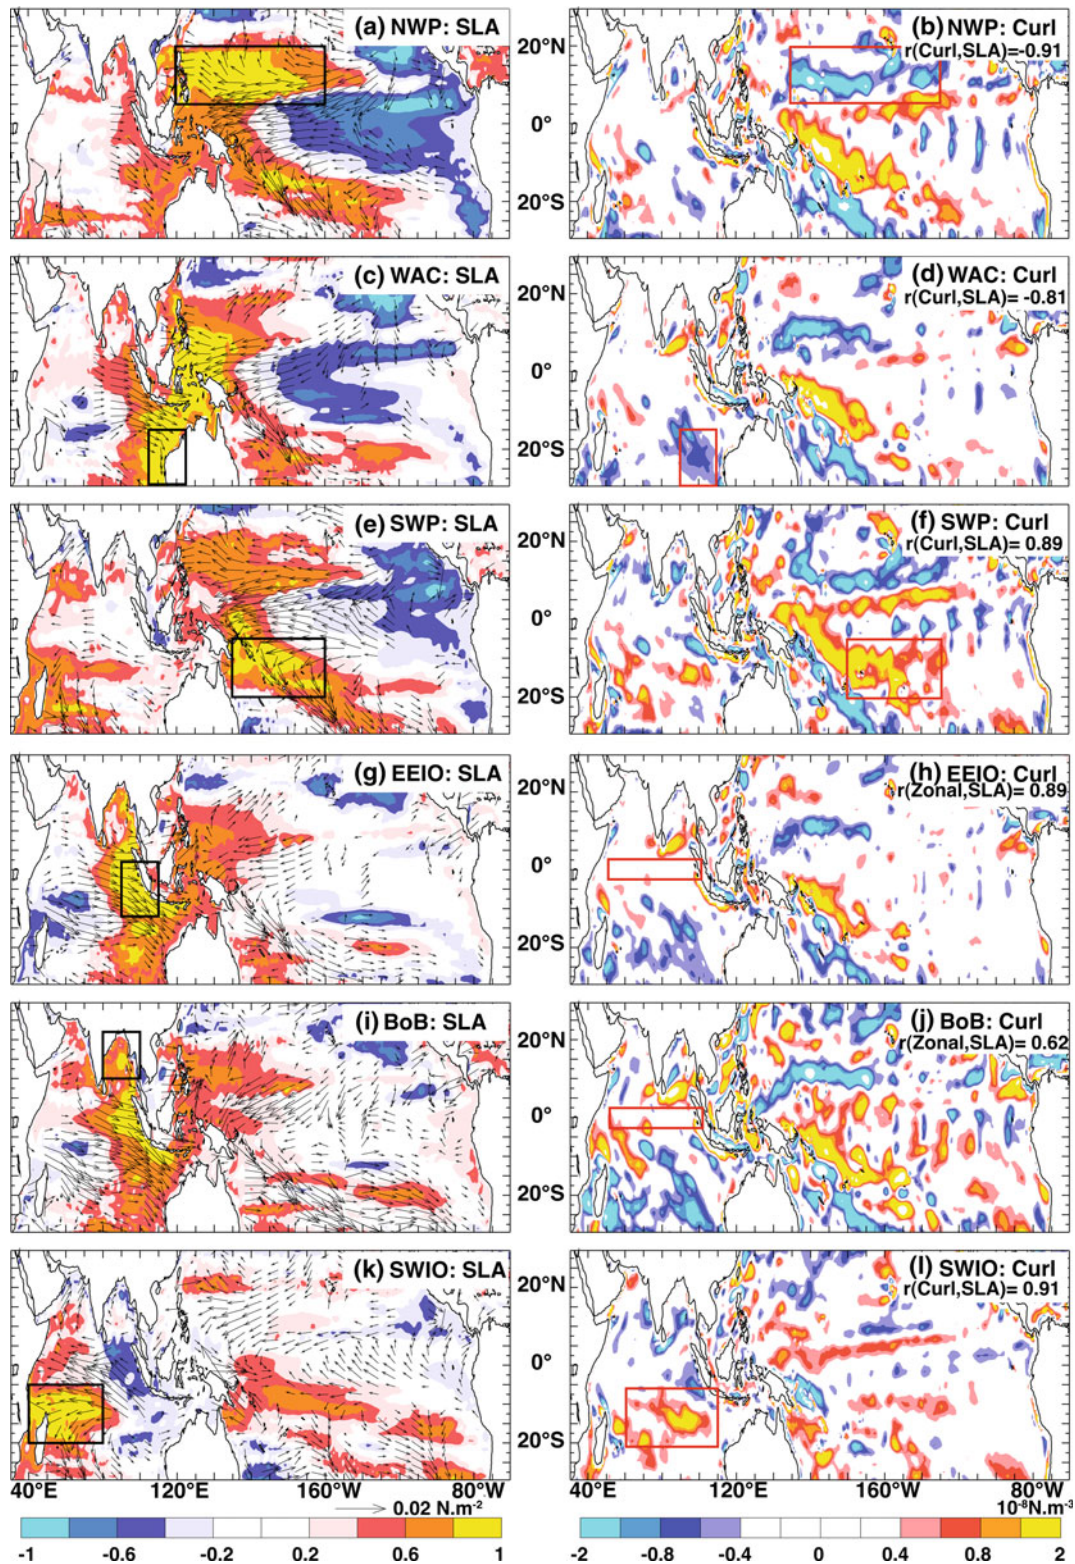 (a) NWP: SLA
(b) NWP: Curl
r(Curl,SLA)=-0.91
20°N
0°
20°S
(c) WAC: SLA
(d) WAC: Curl
r(Curl,SLA)= -0.81
20°N
0°
20°S
(e) SWP: SLA
(f) SWP: Curl
r(Curl,SLA)= 0.89
20°N
0°
20°S
(g) EEIO: SLA
(h) EEIO: Curl
r(Zonal,SLA)= 0.89
20°N
0°
20°S
(i) BoB: SLA
(j) BoB: Curl
r(Zonal,SLA)= 0.62
20°N
0°
20°S
(k) SWIO: SLA
(l) SWIO: Curl
r(Curl,SLA)= 0.91
20°N
0°
20°S
40°E 120°E 160°W 80°W
40°E 120°E 160°W 80°W
0.02 N.m⁻²
10⁻⁸N.m⁻³
-1 -0.6 -0.2 0.2 0.6 1
-2 -0.8 -0.4 0 0.4 0.8 2